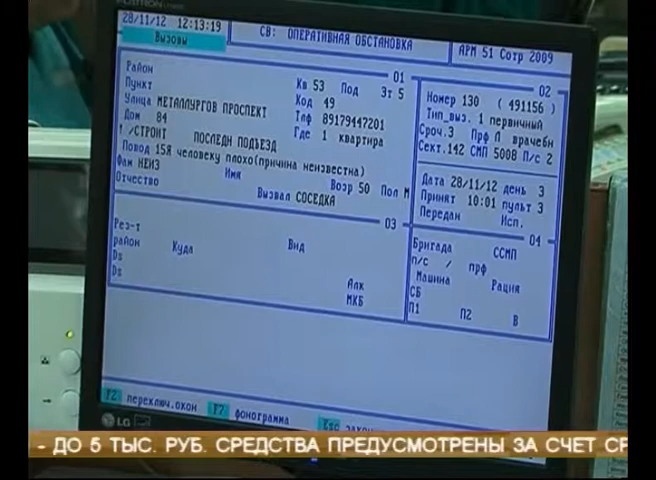 28/11/12 12:13:19
Вызовы
СВ: ОПЕРАТИВНАЯ ОБСТАНОВКА
АРМ 51 Сотр 2009
01
Район
Пункт Кв 53 Под Эт 5
Улица МЕТАЛЛУРГОВ ПРОСПЕКТ Код 49
Дом 84 Тлф 89179447201
! /СТРОИТ ПОСЛЕДН ПОДЪЕЗД Где 1 квартира
Повод 15Я человеку плохо(причина неизвестна)
Фам НЕИЗ Имя Возр 50 Пол М
Отчество Вызвал СОСЕДКА
02
Номер 130 ( 491156 )
Тип_выз. 1 первичный
Сроч.3 Прф Л врачебн
Сект.142 СМП 5008 П/с 2
Дата 28/11/12 день 3
Принят 10:01 пульт 3
Передан Исп.
03
Рез-т
район Куда Вид
Ds
Ds Алк
МКБ
04
Бригада ССМП
п/с / прф
Машина Рация
СБ
П1 П2 В
F2 переключ.окон F7 фонограмма Esc
LG
- ДО 5 ТЫС. РУБ. СРЕДСТВА ПРЕДУСМОТРЕНЫ ЗА СЧЕТ СР